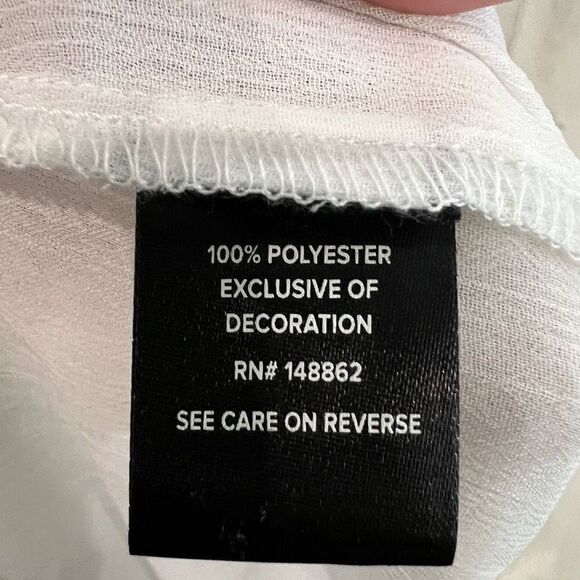 100% POLYESTER
EXCLUSIVE OF
DECORATION
RN# 148862
SEE CARE ON REVERSE